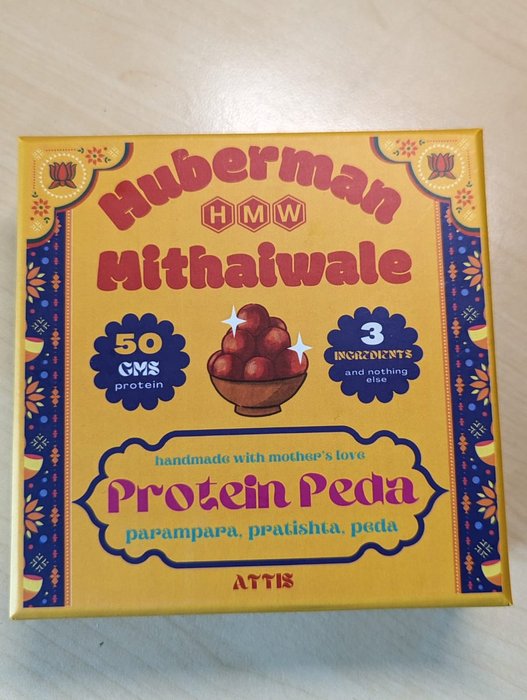 Huberman
HMW
Mithaiwale
50
GMS
protein
3
INGREDIENTS
and nothing
else
handmade with mother's love
Protein Peda
parampara, pratishta, peda
ATTIS